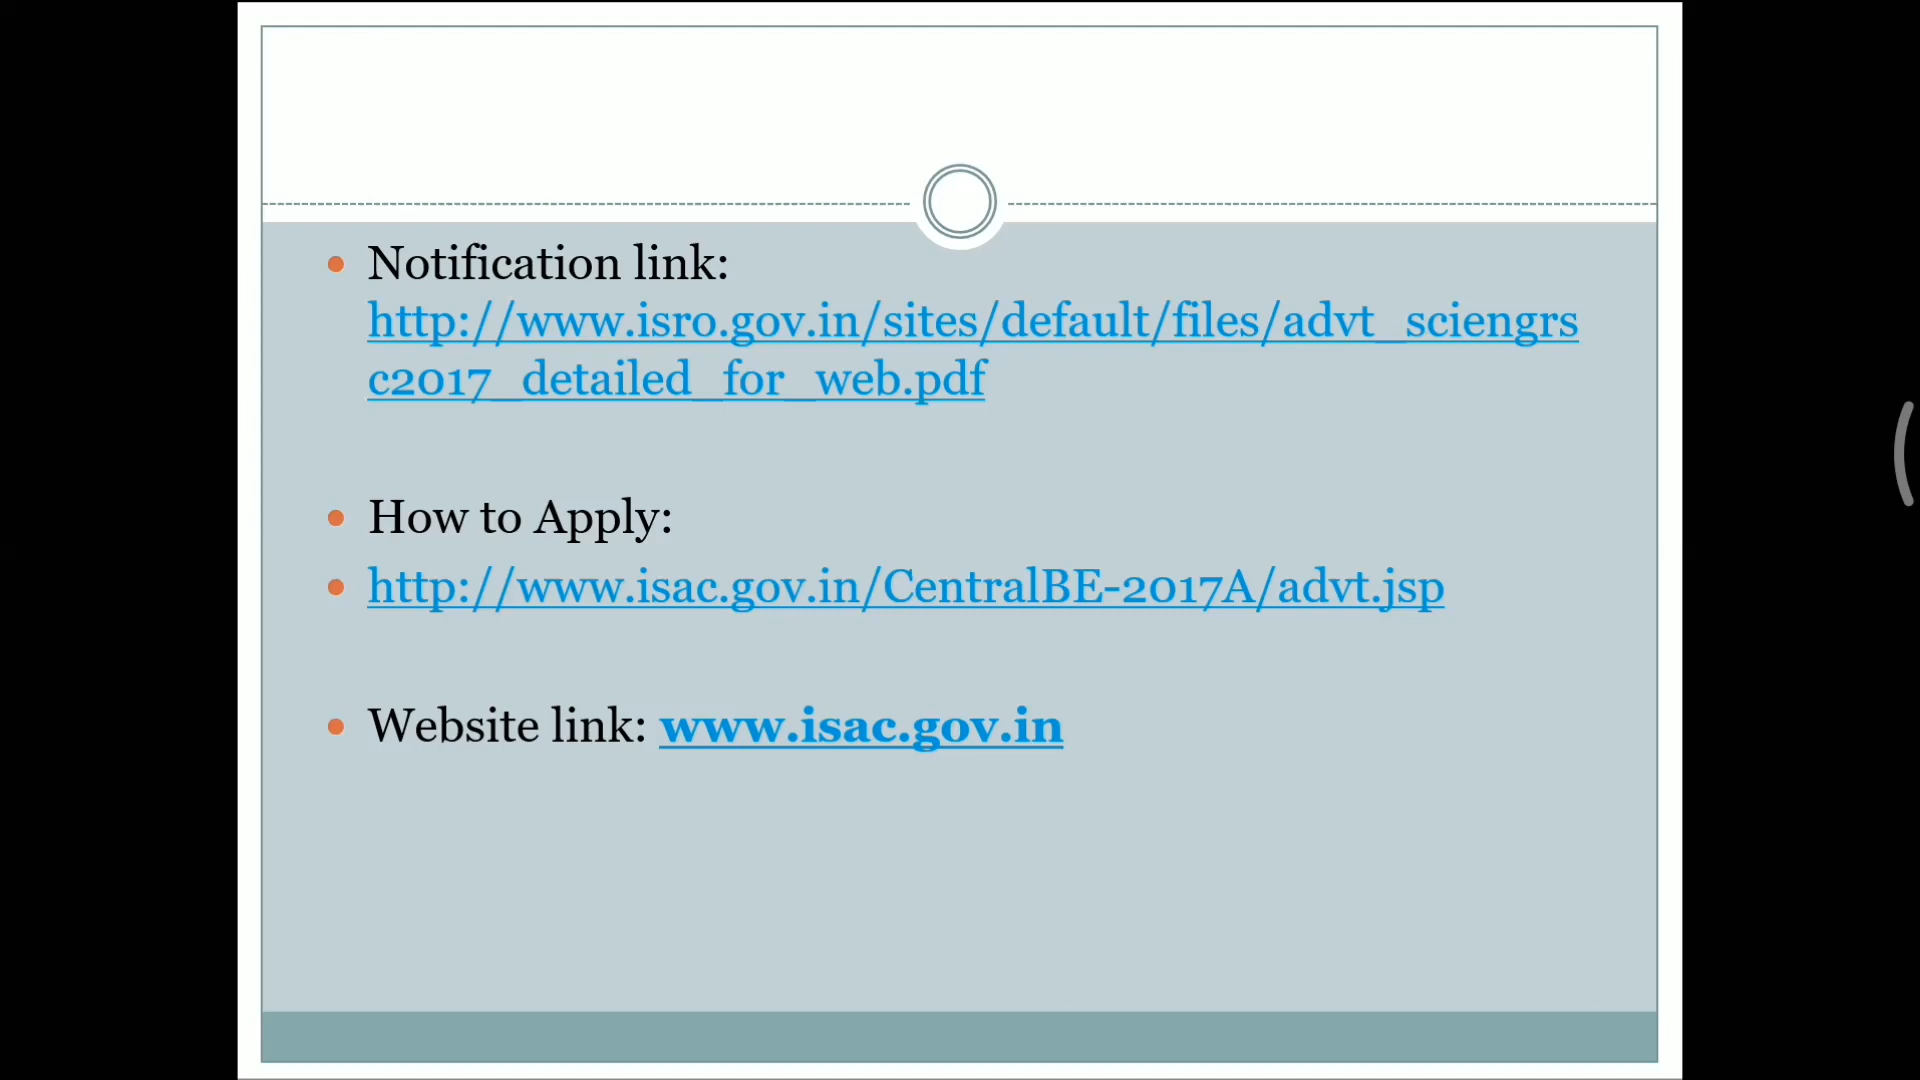 Notification link:
http://www.isro.gov.in/sites/default/files/advt_sciengrs
c2017_detailed_for_web.pdf
How to Apply:
http://www.isac.gov.in/CentralBE-2017A/advt.jsp
Website link: www.isac.gov.in